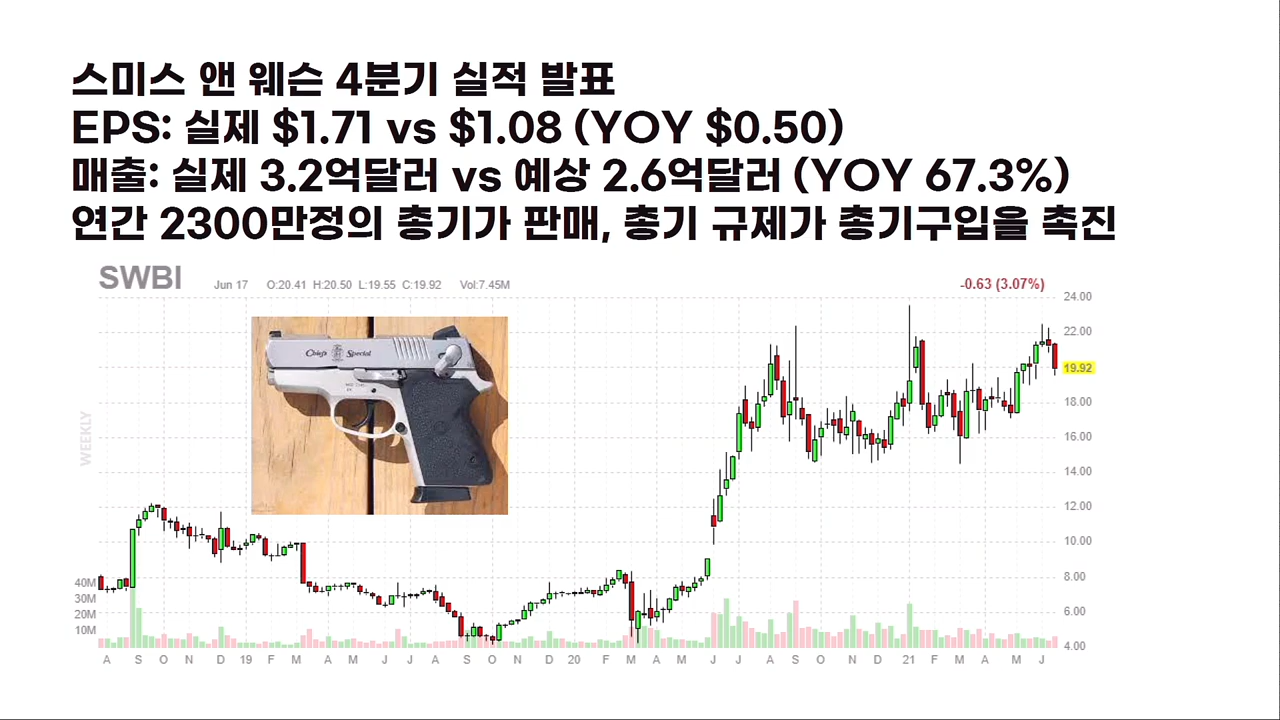 스미스 앤 웨슨 4분기 실적 발표
EPS: 실제 $1.71 vs $1.08 (YOY $0.50)
매출: 실제 3.2억달러 vs 예상 2.6억달러 (YOY 67.3%)
연간 2300만정의 총기가 판매, 총기 규제가 총기구입을 촉진
SWBI Jun 17 O:20.41 H:20.50 L:19.55 C:19.92 Vol:7.45M -0.63 (3.07%)
24.00
22.00
19.92
18.00
16.00
14.00
12.00
10.00
8.00
6.00
4.00
WEEKLY
Chiefs Special
40M
30M
20M
10M
A S O N D 19 F M A M J J A S O N D 20 F M A M J J A S O N D 21 F M A M J